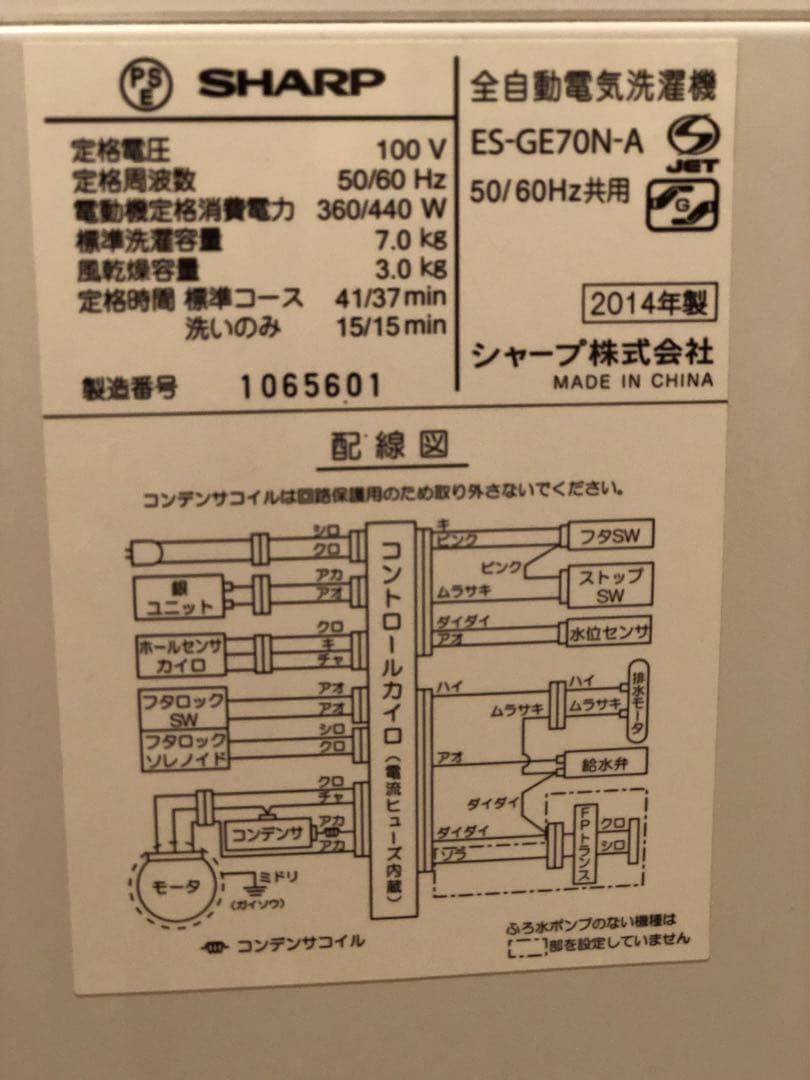 PSE SHARP
定格電圧 100 V
定格周波数 50/60 Hz
電動機定格消費電力 360/440 W
標準洗濯容量 7.0 kg
風乾燥容量 3.0 kg
定格時間 標準コース 41/37min
洗いのみ 15/15 min
製造番号 1065601
全自動電気洗濯機
ES-GE70N-A
JET
50/60Hz共用
G
2014年製
シャープ株式会社
MADE IN CHINA
配線図
コンデンサコイルは回路保護用のため取り外さないでください。
シロ
クロ
銀
ユニット
アカ
アオ
ホールセンサ
カイロ
クロ
キ
チャ
フタロック
SW
アオ
アオ
フタロック
ソレノイド
シロ
クロ
クロ
チャ
コンデンサ
アカ
アカ
モータ
ミドリ
(ガイソウ)
コンデンサコイル
コントロールカイロ(電流ヒューズ内蔵)
キ
ピンク
フタSW
ピンク
ムラサキ
ストップ
SW
ダイダイ
アオ
水位センサ
ハイ
ハイ
ムラサキ
ムラサキ
排水モータ
アオ
給水弁
ダイダイ
ダイダイ
ソラ
FPトランス
クロ
シロ
ふろ水ポンプのない機種は
部を設定していません